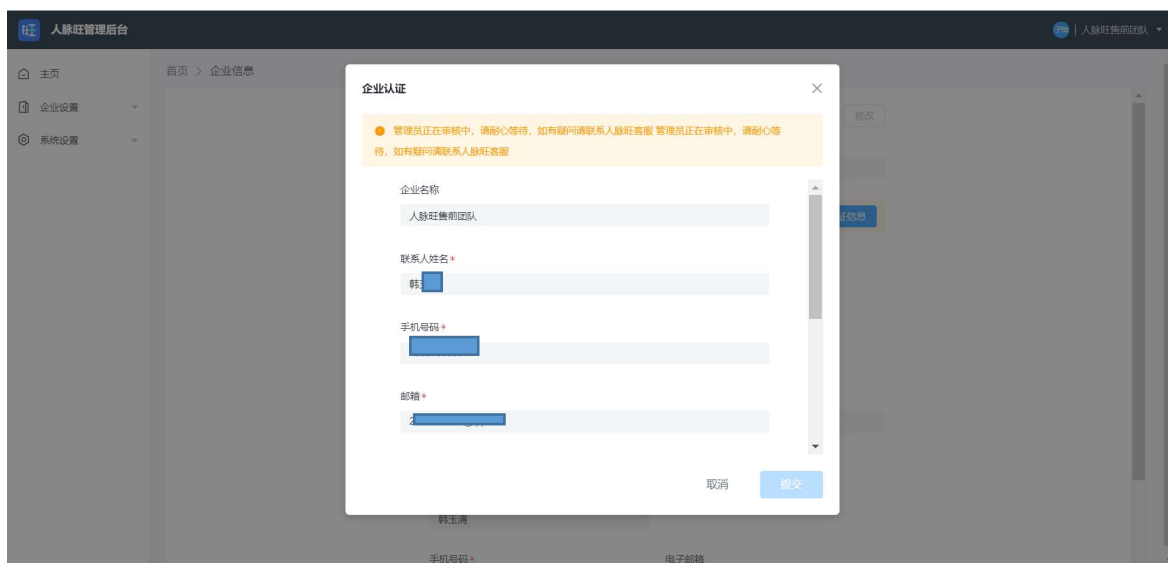 旺 人脉旺管理后台
人脉旺售前团队
主页
企业设置
系统设置
首页 > 企业信息
修改
证信息
企业认证
管理员正在审核中，请耐心等待，如有疑问请联系人脉旺客服 管理员正在审核中，请耐心等
待，如有疑问请联系人脉旺客服
企业名称
人脉旺售前团队
联系人姓名*
韩
手机号码*
邮箱*
2
取消
提交
韩玉清
手机号码*
电子邮箱